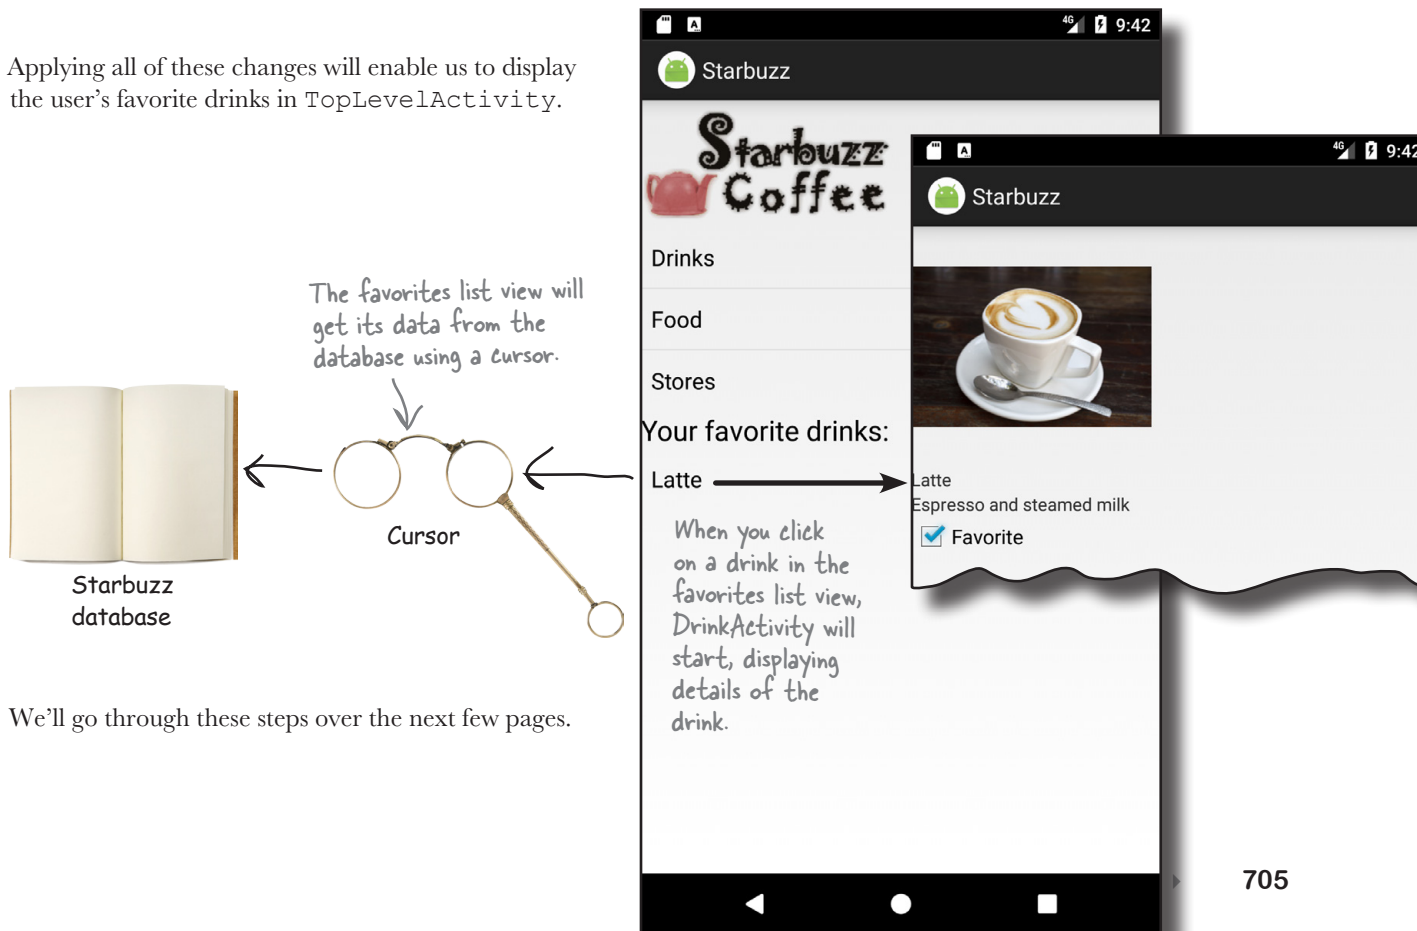 Applying all of these changes will enable us to display
the user’s favorite drinks in TopLevelActivity.
The favorites list view will
get its data from the
database using a cursor.
Starbuzz
database
Cursor
We’ll go through these steps over the next few pages.
4G 9:42
Starbuzz
Starbuzz
Coffee
Drinks
Food
Stores
Your favorite drinks:
Latte
When you click
on a drink in the
favorites list view,
DrinkActivity will
start, displaying
details of the
drink.
4G 9:42
Starbuzz
Latte
Espresso and steamed milk
Favorite
705